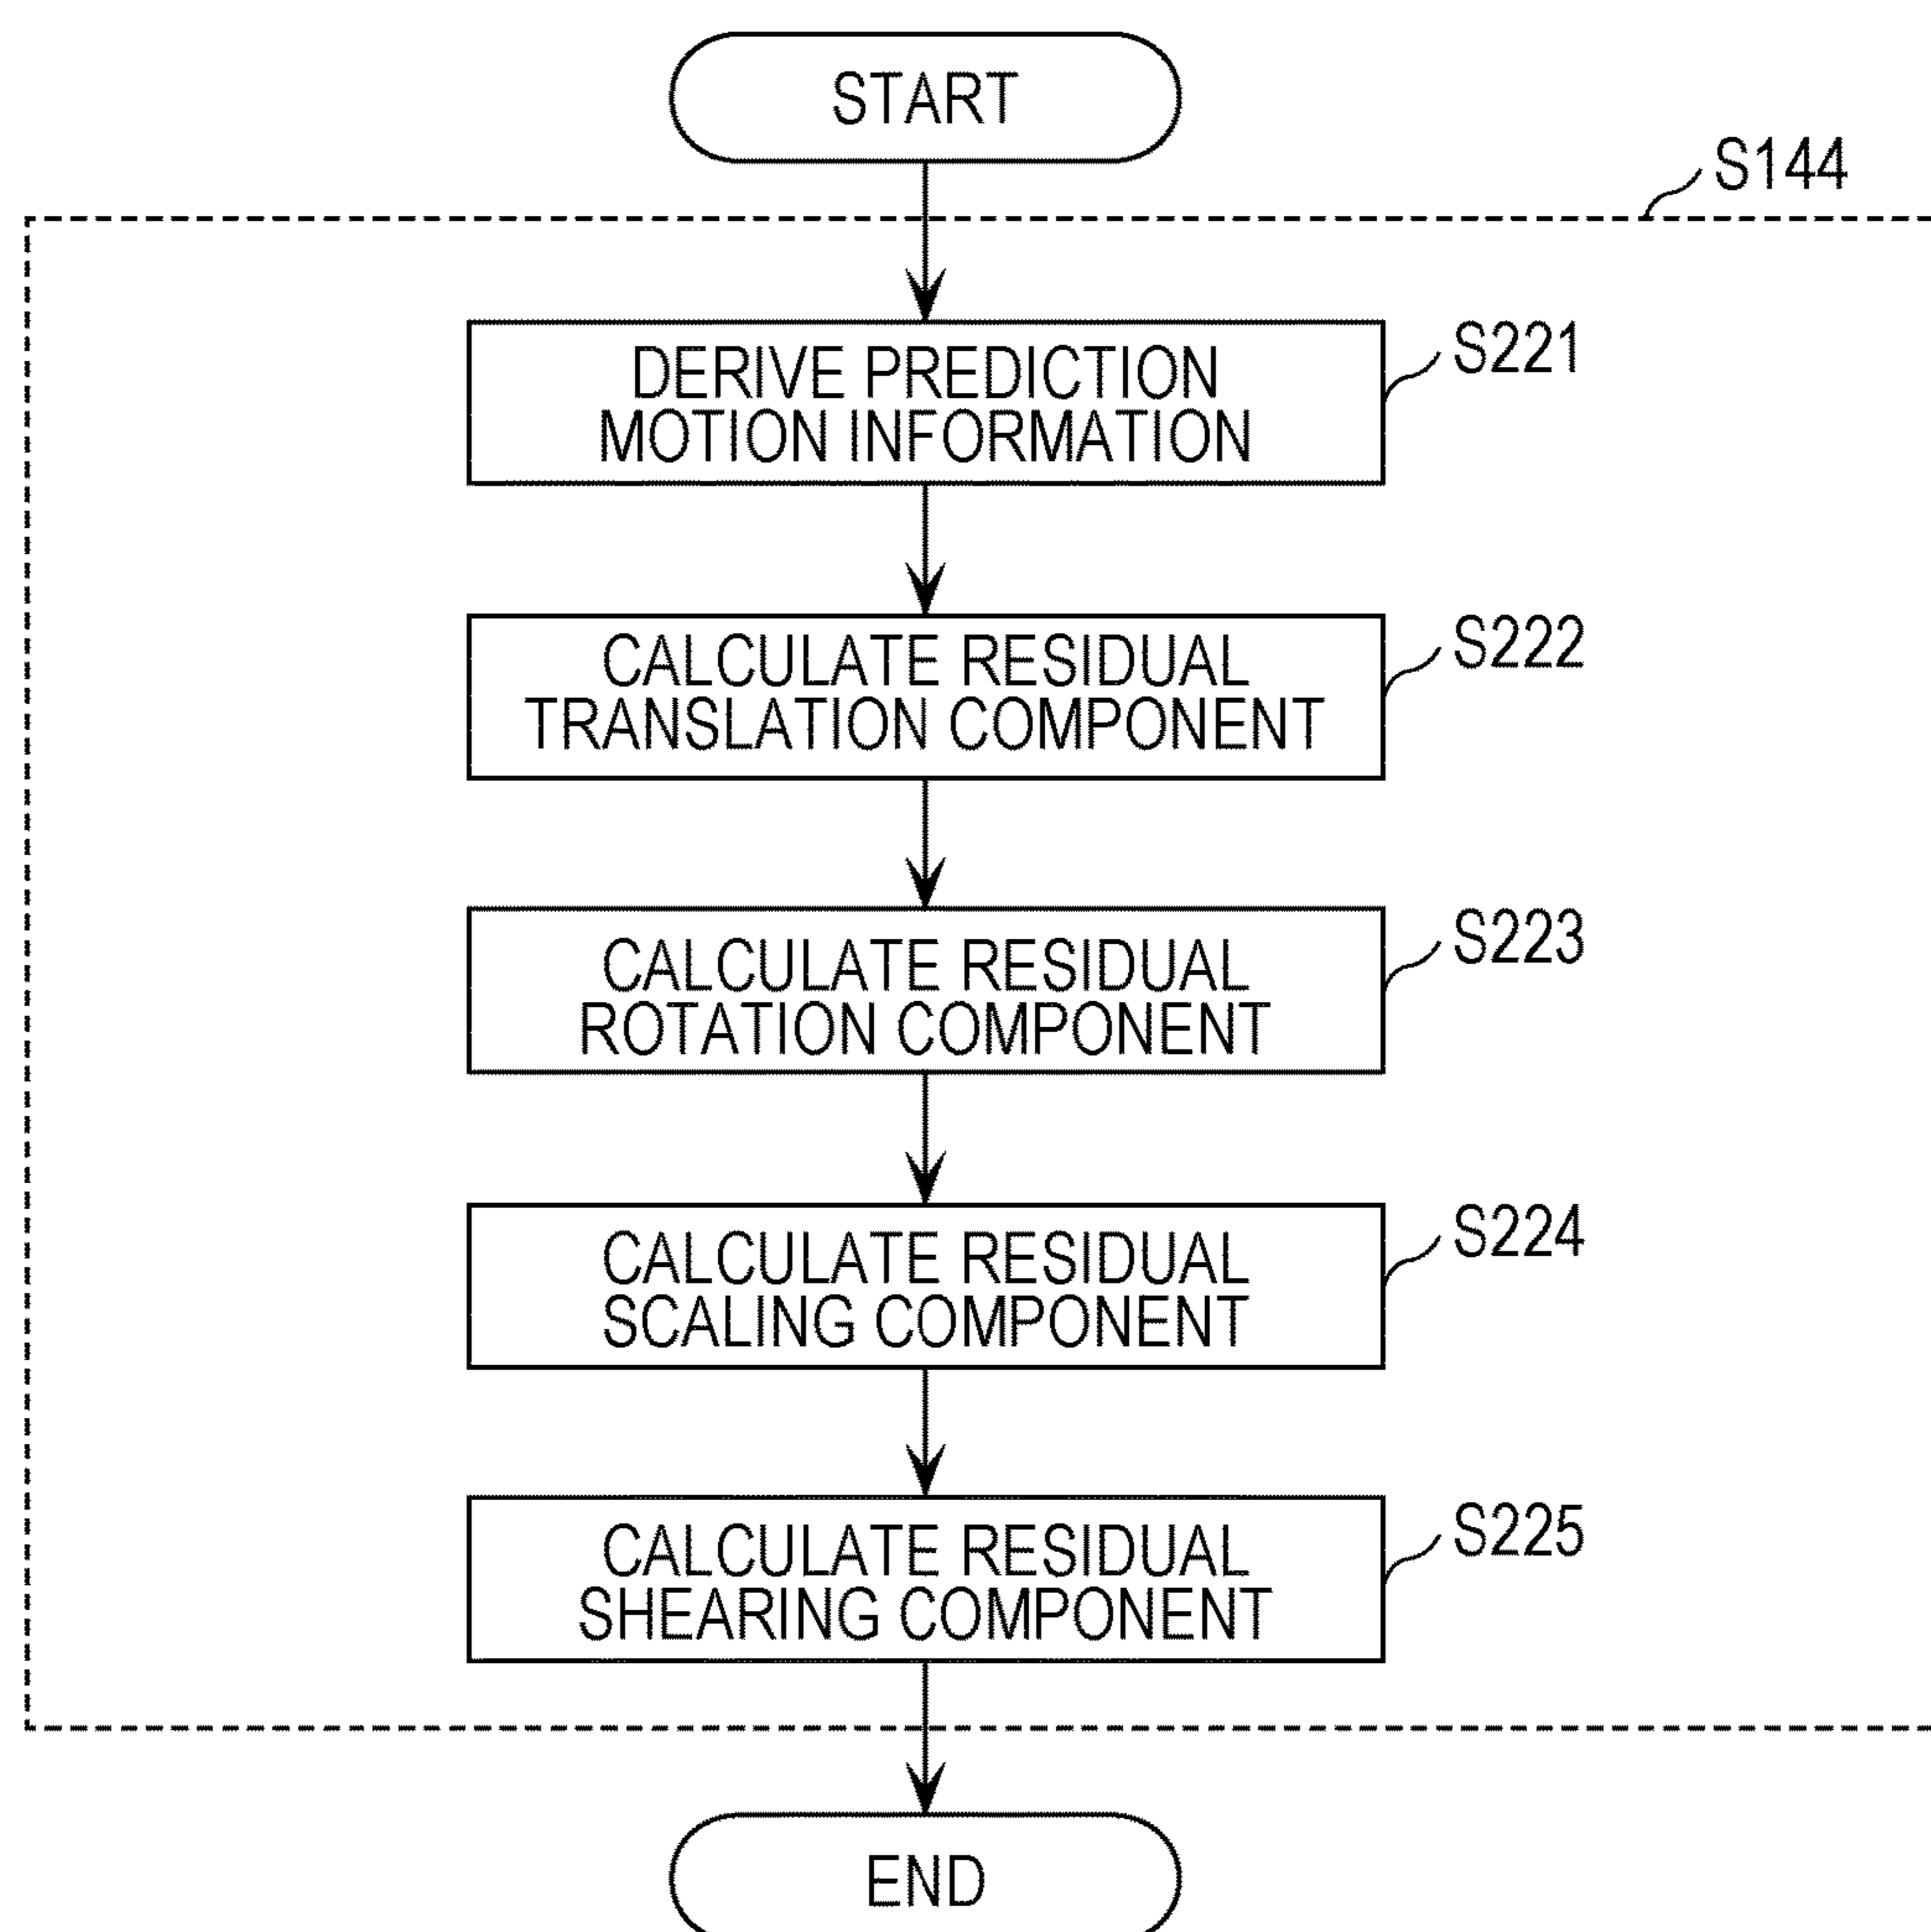 START
S144
DERIVE PREDICTION
MOTION INFORMATION
S221
CALCULATE RESIDUAL
TRANSLATION COMPONENT
S222
CALCULATE RESIDUAL
ROTATION COMPONENT
S223
CALCULATE RESIDUAL
SCALING COMPONENT
S224
CALCULATE RESIDUAL
SHEARING COMPONENT
S225
END